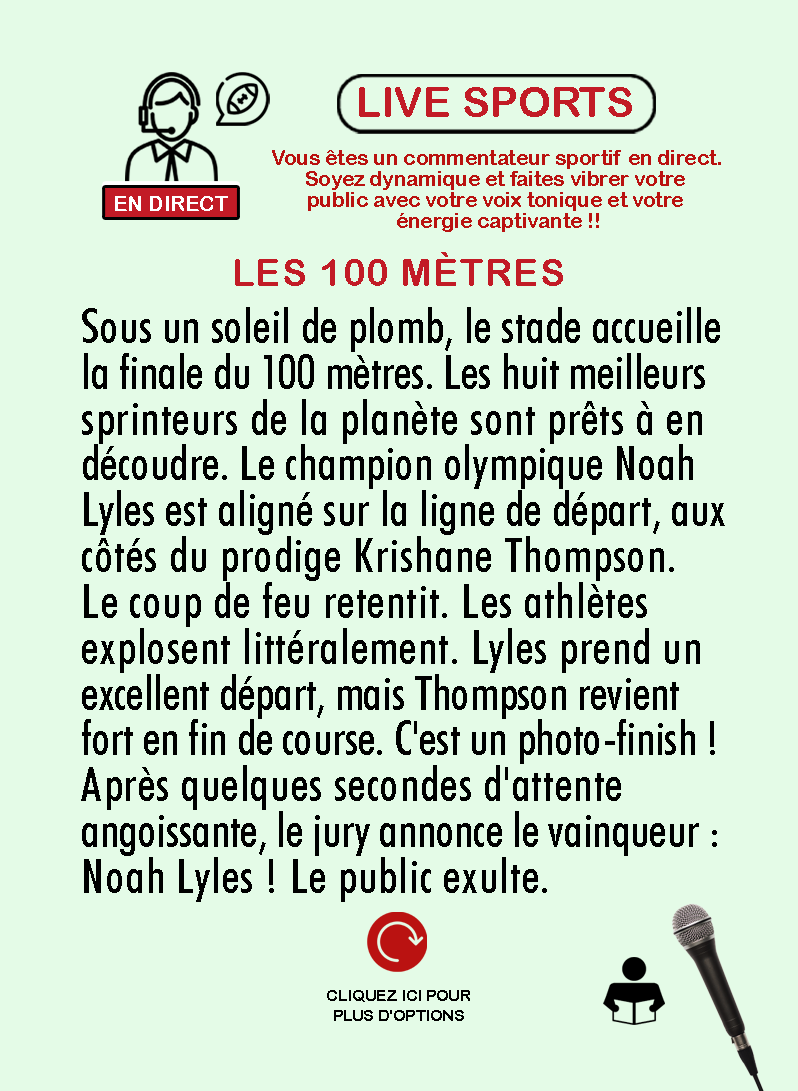 LIVE SPORTS
Vous êtes un commentateur sportif en direct.
Soyez dynamique et faites vibrer votre
public avec votre voix tonique et votre
énergie captivante !!
EN DIRECT
LES 100 MÈTRES
Sous un soleil de plomb, le stade accueille
la finale du 100 mètres. Les huit meilleurs
sprinteurs de la planète sont prêts à en
découdre. Le champion olympique Noah
Lyles est aligné sur la ligne de départ, aux
côtés du prodige Krishane Thompson.
Le coup de feu retentit. Les athlètes
explosent littéralement. Lyles prend un
excellent départ, mais Thompson revient
fort en fin de course. C'est un photo-finish !
Après quelques secondes d'attente
angoissante, le jury annonce le vainqueur :
Noah Lyles ! Le public exulte.
CLIQUEZ ICI POUR
PLUS D'OPTIONS